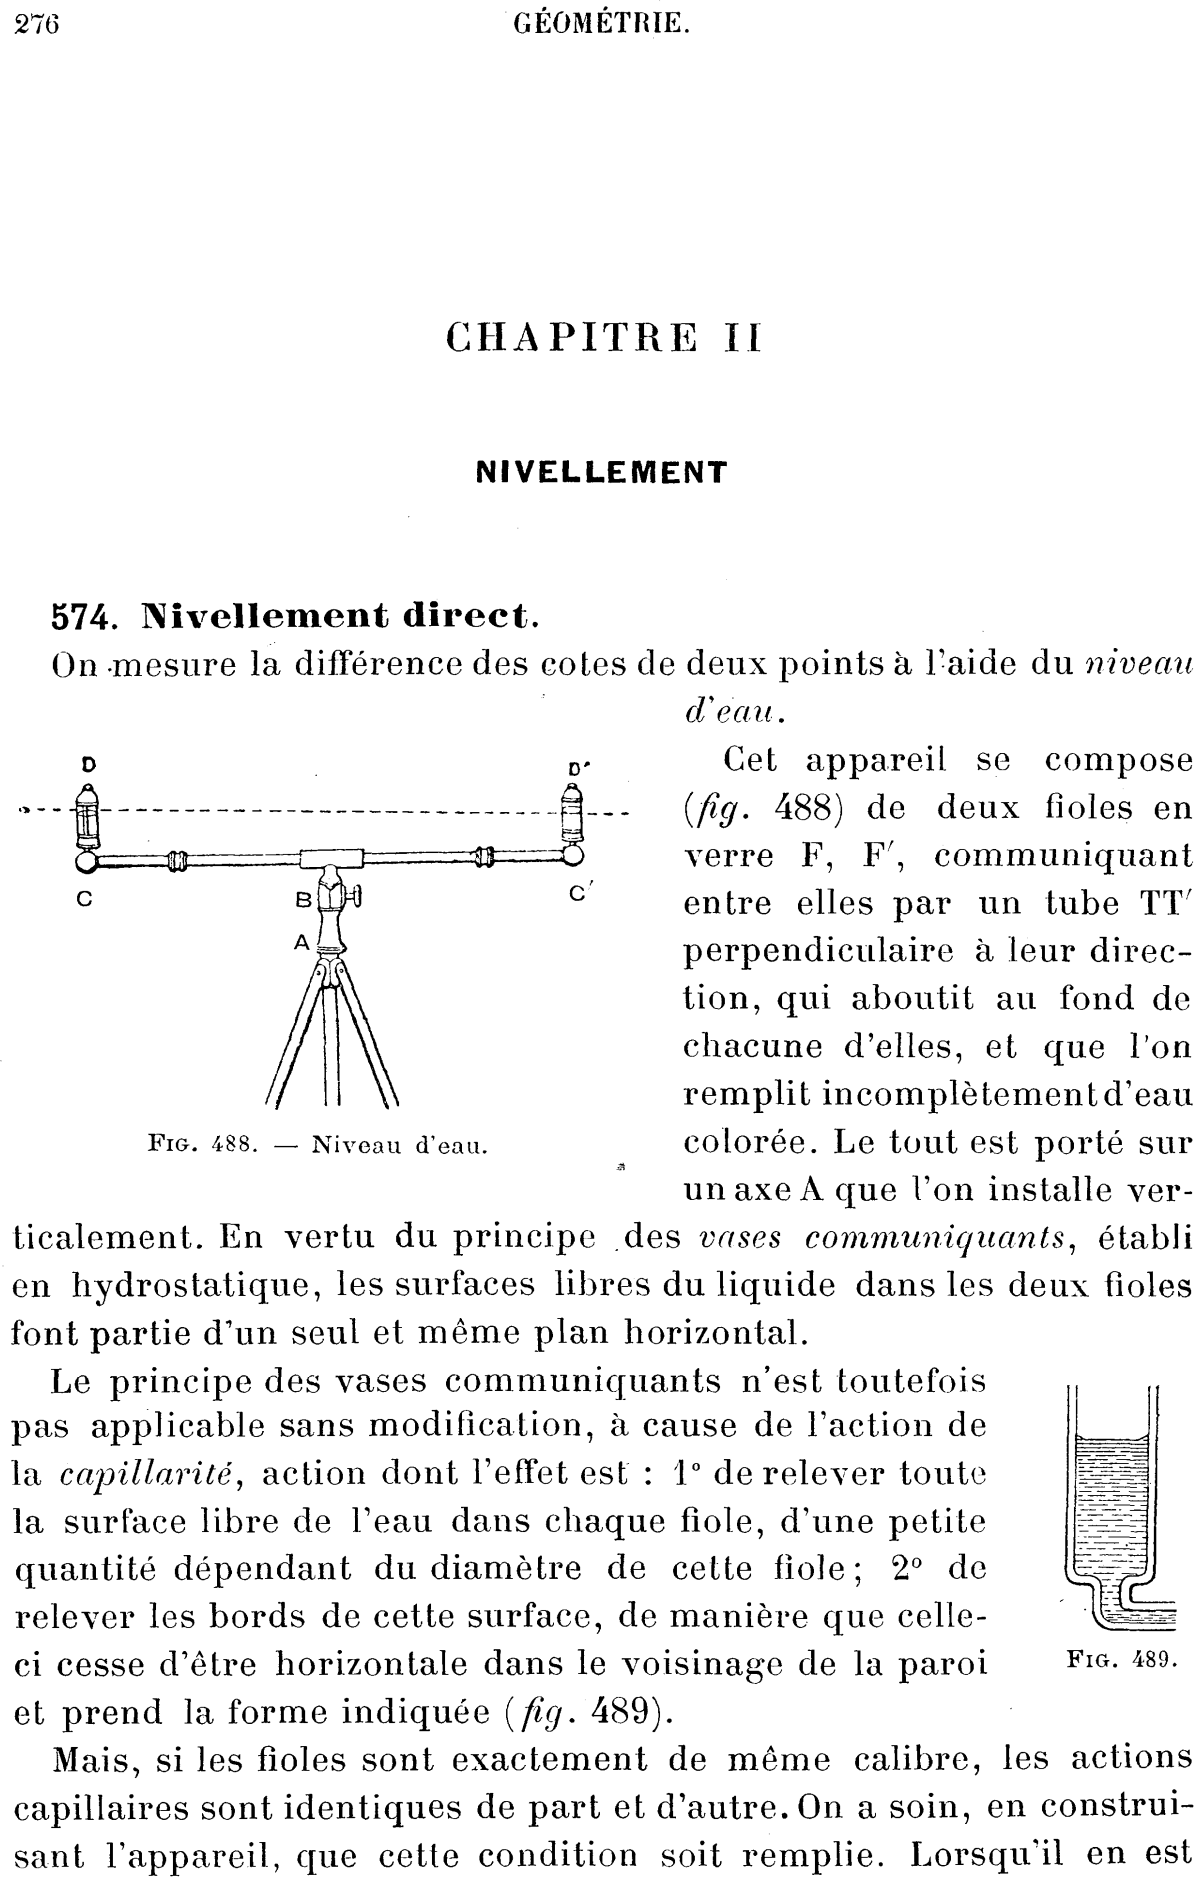 276
GÉOMÉTRIE.
CHAPITRE II
NIVELLEMENT
574. Nivellement direct.
On mesure la différence des cotes de deux points à l'aide du niveau
d'eau.
D
D'
C
C'
B
A
FIG. 488. — Niveau d'eau.
Cet appareil se compose
(fig. 488) de deux fioles en
verre F, F′, communiquant
entre elles par un tube TT′
perpendiculaire à leur direc-
tion, qui aboutit au fond de
chacune d'elles, et que l'on
remplit incomplètement d'eau
colorée. Le tout est porté sur
un axe A que l'on installe ver-
ticalement. En vertu du principe des vases communiquants, établi
en hydrostatique, les surfaces libres du liquide dans les deux fioles
font partie d'un seul et même plan horizontal.
Le principe des vases communiquants n'est toutefois
pas applicable sans modification, à cause de l'action de
la capillarité, action dont l'effet est : 1° de relever toute
la surface libre de l'eau dans chaque fiole, d'une petite
quantité dépendant du diamètre de cette fiole; 2° de
relever les bords de cette surface, de manière que celle-
ci cesse d'être horizontale dans le voisinage de la paroi
et prend la forme indiquée (fig. 489).
FIG. 489.
Mais, si les fioles sont exactement de même calibre, les actions
capillaires sont identiques de part et d'autre. On a soin, en construi-
sant l'appareil, que cette condition soit remplie. Lorsqu'il en est